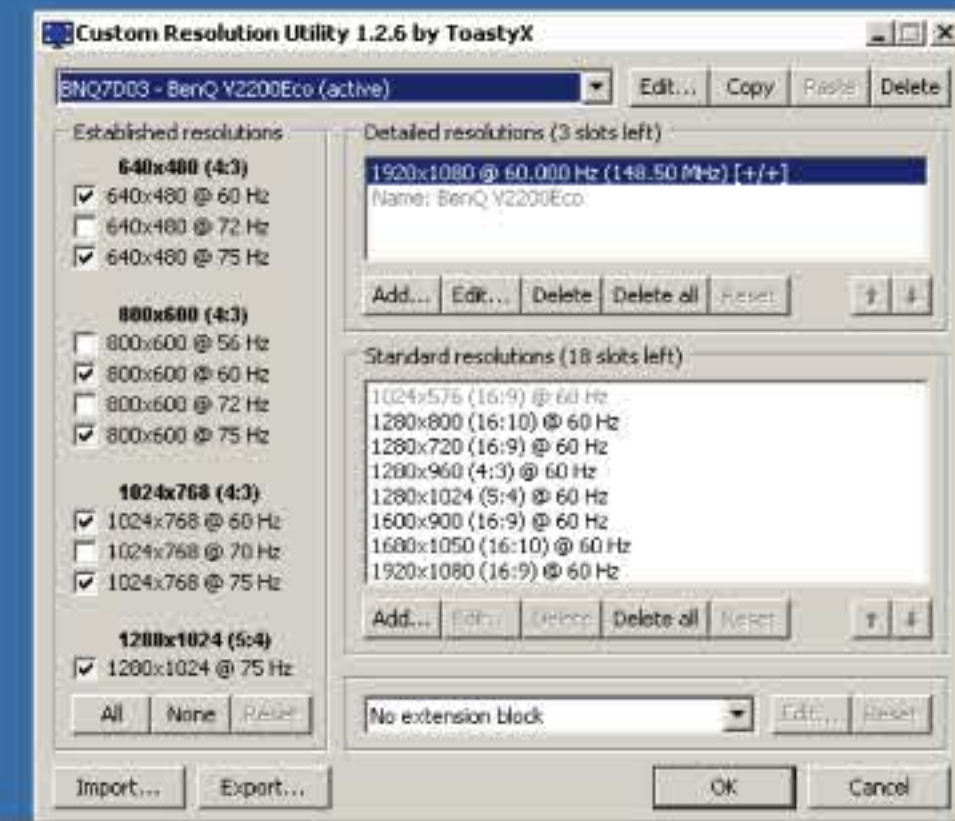 Custom Resolution Utility 1.2.6 by ToastyX
BNQ7D03 - BenQ V2200Eco (active)
Edit... Copy Paste Delete
Established resolutions
640x480 (4:3)
640x480 @ 60 Hz
640x480 @ 72 Hz
640x480 @ 75 Hz
800x600 (4:3)
800x600 @ 56 Hz
800x600 @ 60 Hz
800x600 @ 72 Hz
800x600 @ 75 Hz
1024x768 (4:3)
1024x768 @ 60 Hz
1024x768 @ 70 Hz
1024x768 @ 75 Hz
1280x1024 (5:4)
1280x1024 @ 75 Hz
All None Reset
Detailed resolutions (3 slots left)
1920x1080 @ 60.000 Hz (148.50 MHz) [+/+]
Name: BenQ V2200Eco
Add... Edit... Delete Delete all Reset
Standard resolutions (18 slots left)
1024x576 (16:9) @ 60 Hz
1280x800 (16:10) @ 60 Hz
1280x720 (16:9) @ 60 Hz
1280x960 (4:3) @ 60 Hz
1280x1024 (5:4) @ 60 Hz
1600x900 (16:9) @ 60 Hz
1680x1050 (16:10) @ 60 Hz
1920x1080 (16:9) @ 60 Hz
Add... Edit... Delete Delete all Reset
No extension block
Edit... Reset
Import... Export...
OK Cancel